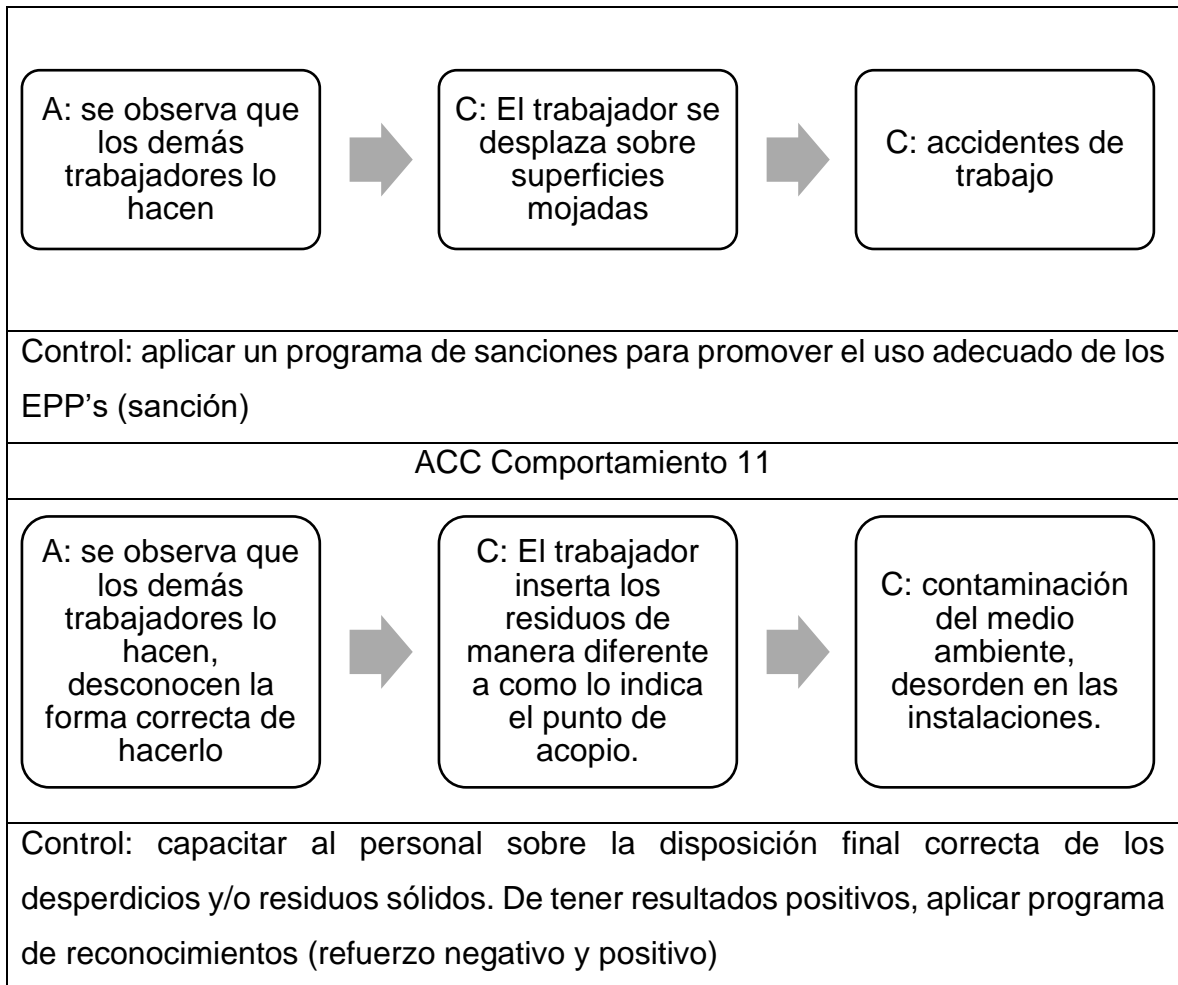 A: se observa que
los demás
trabajadores lo
hacen
C: El trabajador se
desplaza sobre
superficies
mojadas
C: accidentes de
trabajo
Control: aplicar un programa de sanciones para promover el uso adecuado de los
EPP’s (sanción)
ACC Comportamiento 11
A: se observa que
los demás
trabajadores lo
hacen,
desconocen la
forma correcta de
hacerlo
C: El trabajador
inserta los
residuos de
manera diferente
a como lo indica
el punto de
acopio.
C: contaminación
del medio
ambiente,
desorden en las
instalaciones.
Control: capacitar al personal sobre la disposición final correcta de los
desperdicios y/o residuos sólidos. De tener resultados positivos, aplicar programa
de reconocimientos (refuerzo negativo y positivo)